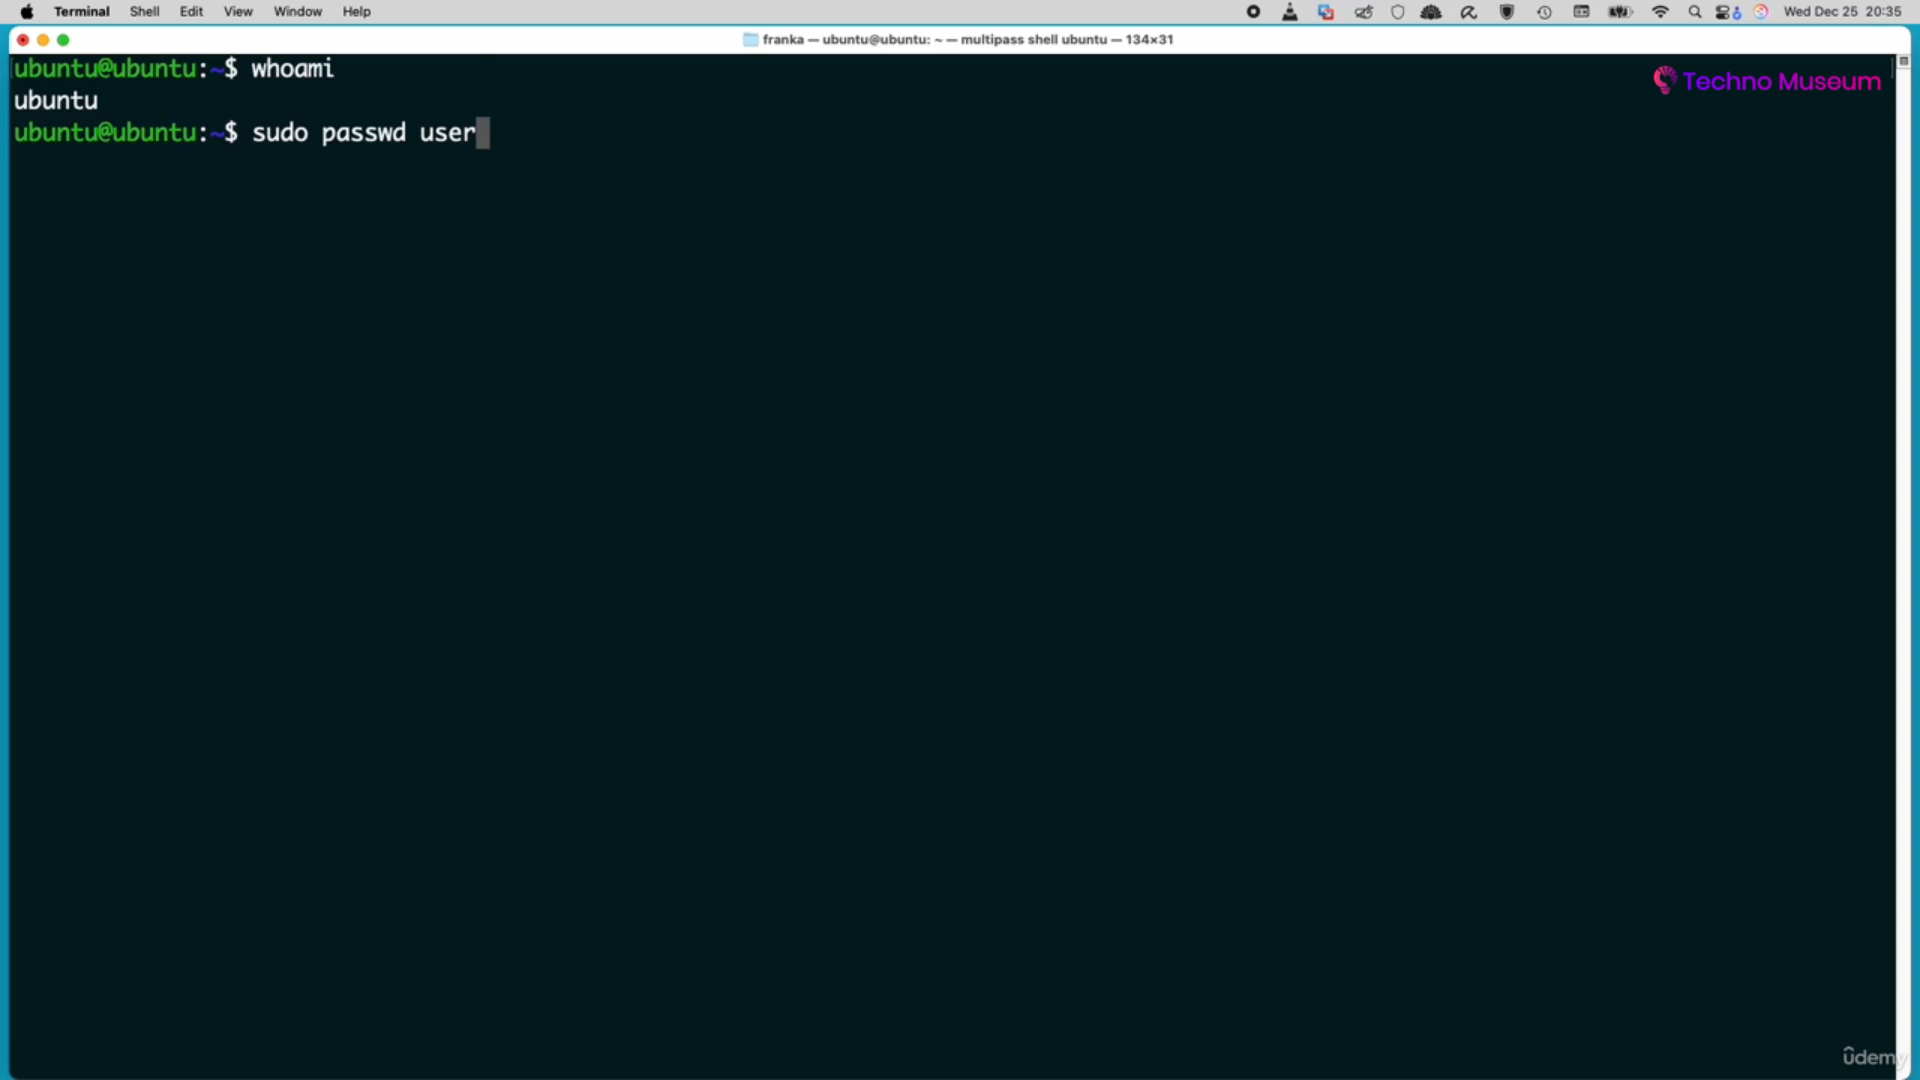 Terminal Shell Edit View Window Help Wed Dec 25 20:35
franka — ubuntu@ubuntu: ~ — multipass shell ubuntu — 134×31
ubuntu@ubuntu:~$ whoami
Techno Museum
ubuntu
ubuntu@ubuntu:~$ sudo passwd user
ûdemy